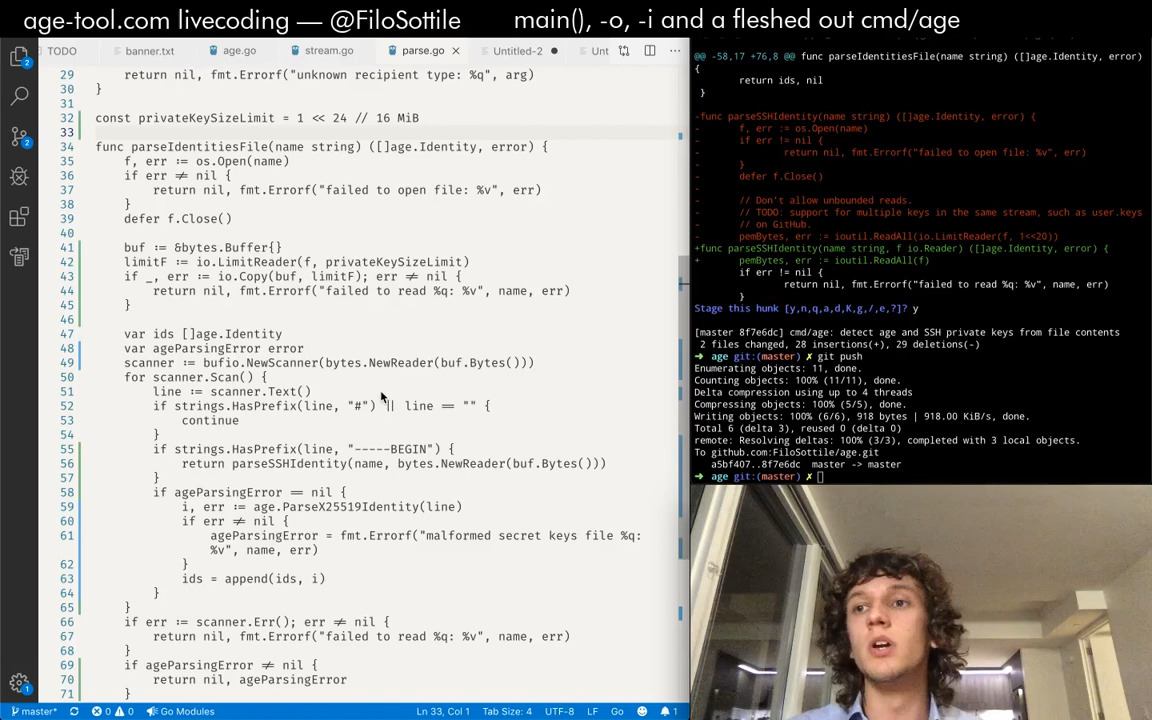 age-tool.com livecoding — @FiloSottile main(), -o, -i and a fleshed out cmd/age
TODO banner.txt age.go stream.go parse.go Untitled-2 Unt
29 return nil, fmt.Errorf("unknown recipient type: %q", arg)
30 }
31
32 const privateKeySizeLimit = 1 << 24 // 16 MiB
33
34 func parseIdentitiesFile(name string) ([]age.Identity, error) {
35 f, err := os.Open(name)
36 if err ≠ nil {
37 return nil, fmt.Errorf("failed to open file: %v", err)
38 }
39 defer f.Close()
40
41 buf := &bytes.Buffer{}
42 limitF := io.LimitReader(f, privateKeySizeLimit)
43 if _, err := io.Copy(buf, limitF); err ≠ nil {
44 return nil, fmt.Errorf("failed to read %q: %v", name, err)
45 }
46
47 var ids []age.Identity
48 var ageParsingError error
49 scanner := bufio.NewScanner(bytes.NewReader(buf.Bytes()))
50 for scanner.Scan() {
51 line := scanner.Text()
52 if strings.HasPrefix(line, "#") || line == "" {
53 continue
54 }
55 if strings.HasPrefix(line, "-----BEGIN") {
56 return parseSSHIdentity(name, bytes.NewReader(buf.Bytes()))
57 }
58 if ageParsingError == nil {
59 i, err := age.ParseX25519Identity(line)
60 if err ≠ nil {
61 ageParsingError = fmt.Errorf("malformed secret keys file %q:
%v", name, err)
62 }
63 ids = append(ids, i)
64 }
65 }
66 if err := scanner.Err(); err ≠ nil {
67 return nil, fmt.Errorf("failed to read %q: %v", name, err)
68 }
69 if ageParsingError ≠ nil {
70 return nil, ageParsingError
71 }
master* 0 0 Go Modules Ln 33, Col 1 Tab Size: 4 UTF-8 LF Go 1
@@ -58,17 +76,8 @@ func parseIdentitiesFile(name string) ([]age.Identity, error)
{
return ids, nil
}
-func parseSSHIdentity(name string) ([]age.Identity, error) {
- f, err := os.Open(name)
- if err != nil {
- return nil, fmt.Errorf("failed to open file: %v", err)
- }
- defer f.Close()
-
- // Don't allow unbounded reads.
- // TODO: support for multiple keys in the same stream, such as user.keys
- // on GitHub.
- pemBytes, err := ioutil.ReadAll(io.LimitReader(f, 1<<20))
+func parseSSHIdentity(name string, f io.Reader) ([]age.Identity, error) {
+ pemBytes, err := ioutil.ReadAll(f)
if err != nil {
return nil, fmt.Errorf("failed to read %q: %v", name, err)
}
Stage this hunk [y,n,q,a,d,K,g,/,e,?]? y
[master 8f7e6dc] cmd/age: detect age and SSH private keys from file contents
2 files changed, 28 insertions(+), 29 deletions(-)
➜ age git:(master) ✗ git push
Enumerating objects: 11, done.
Counting objects: 100% (11/11), done.
Delta compression using up to 4 threads
Compressing objects: 100% (5/5), done.
Writing objects: 100% (6/6), 918 bytes | 918.00 KiB/s, done.
Total 6 (delta 3), reused 0 (delta 0)
remote: Resolving deltas: 100% (3/3), completed with 3 local objects.
To github.com:FiloSottile/age.git
a5bf407..8f7e6dc master -> master
➜ age git:(master) ✗